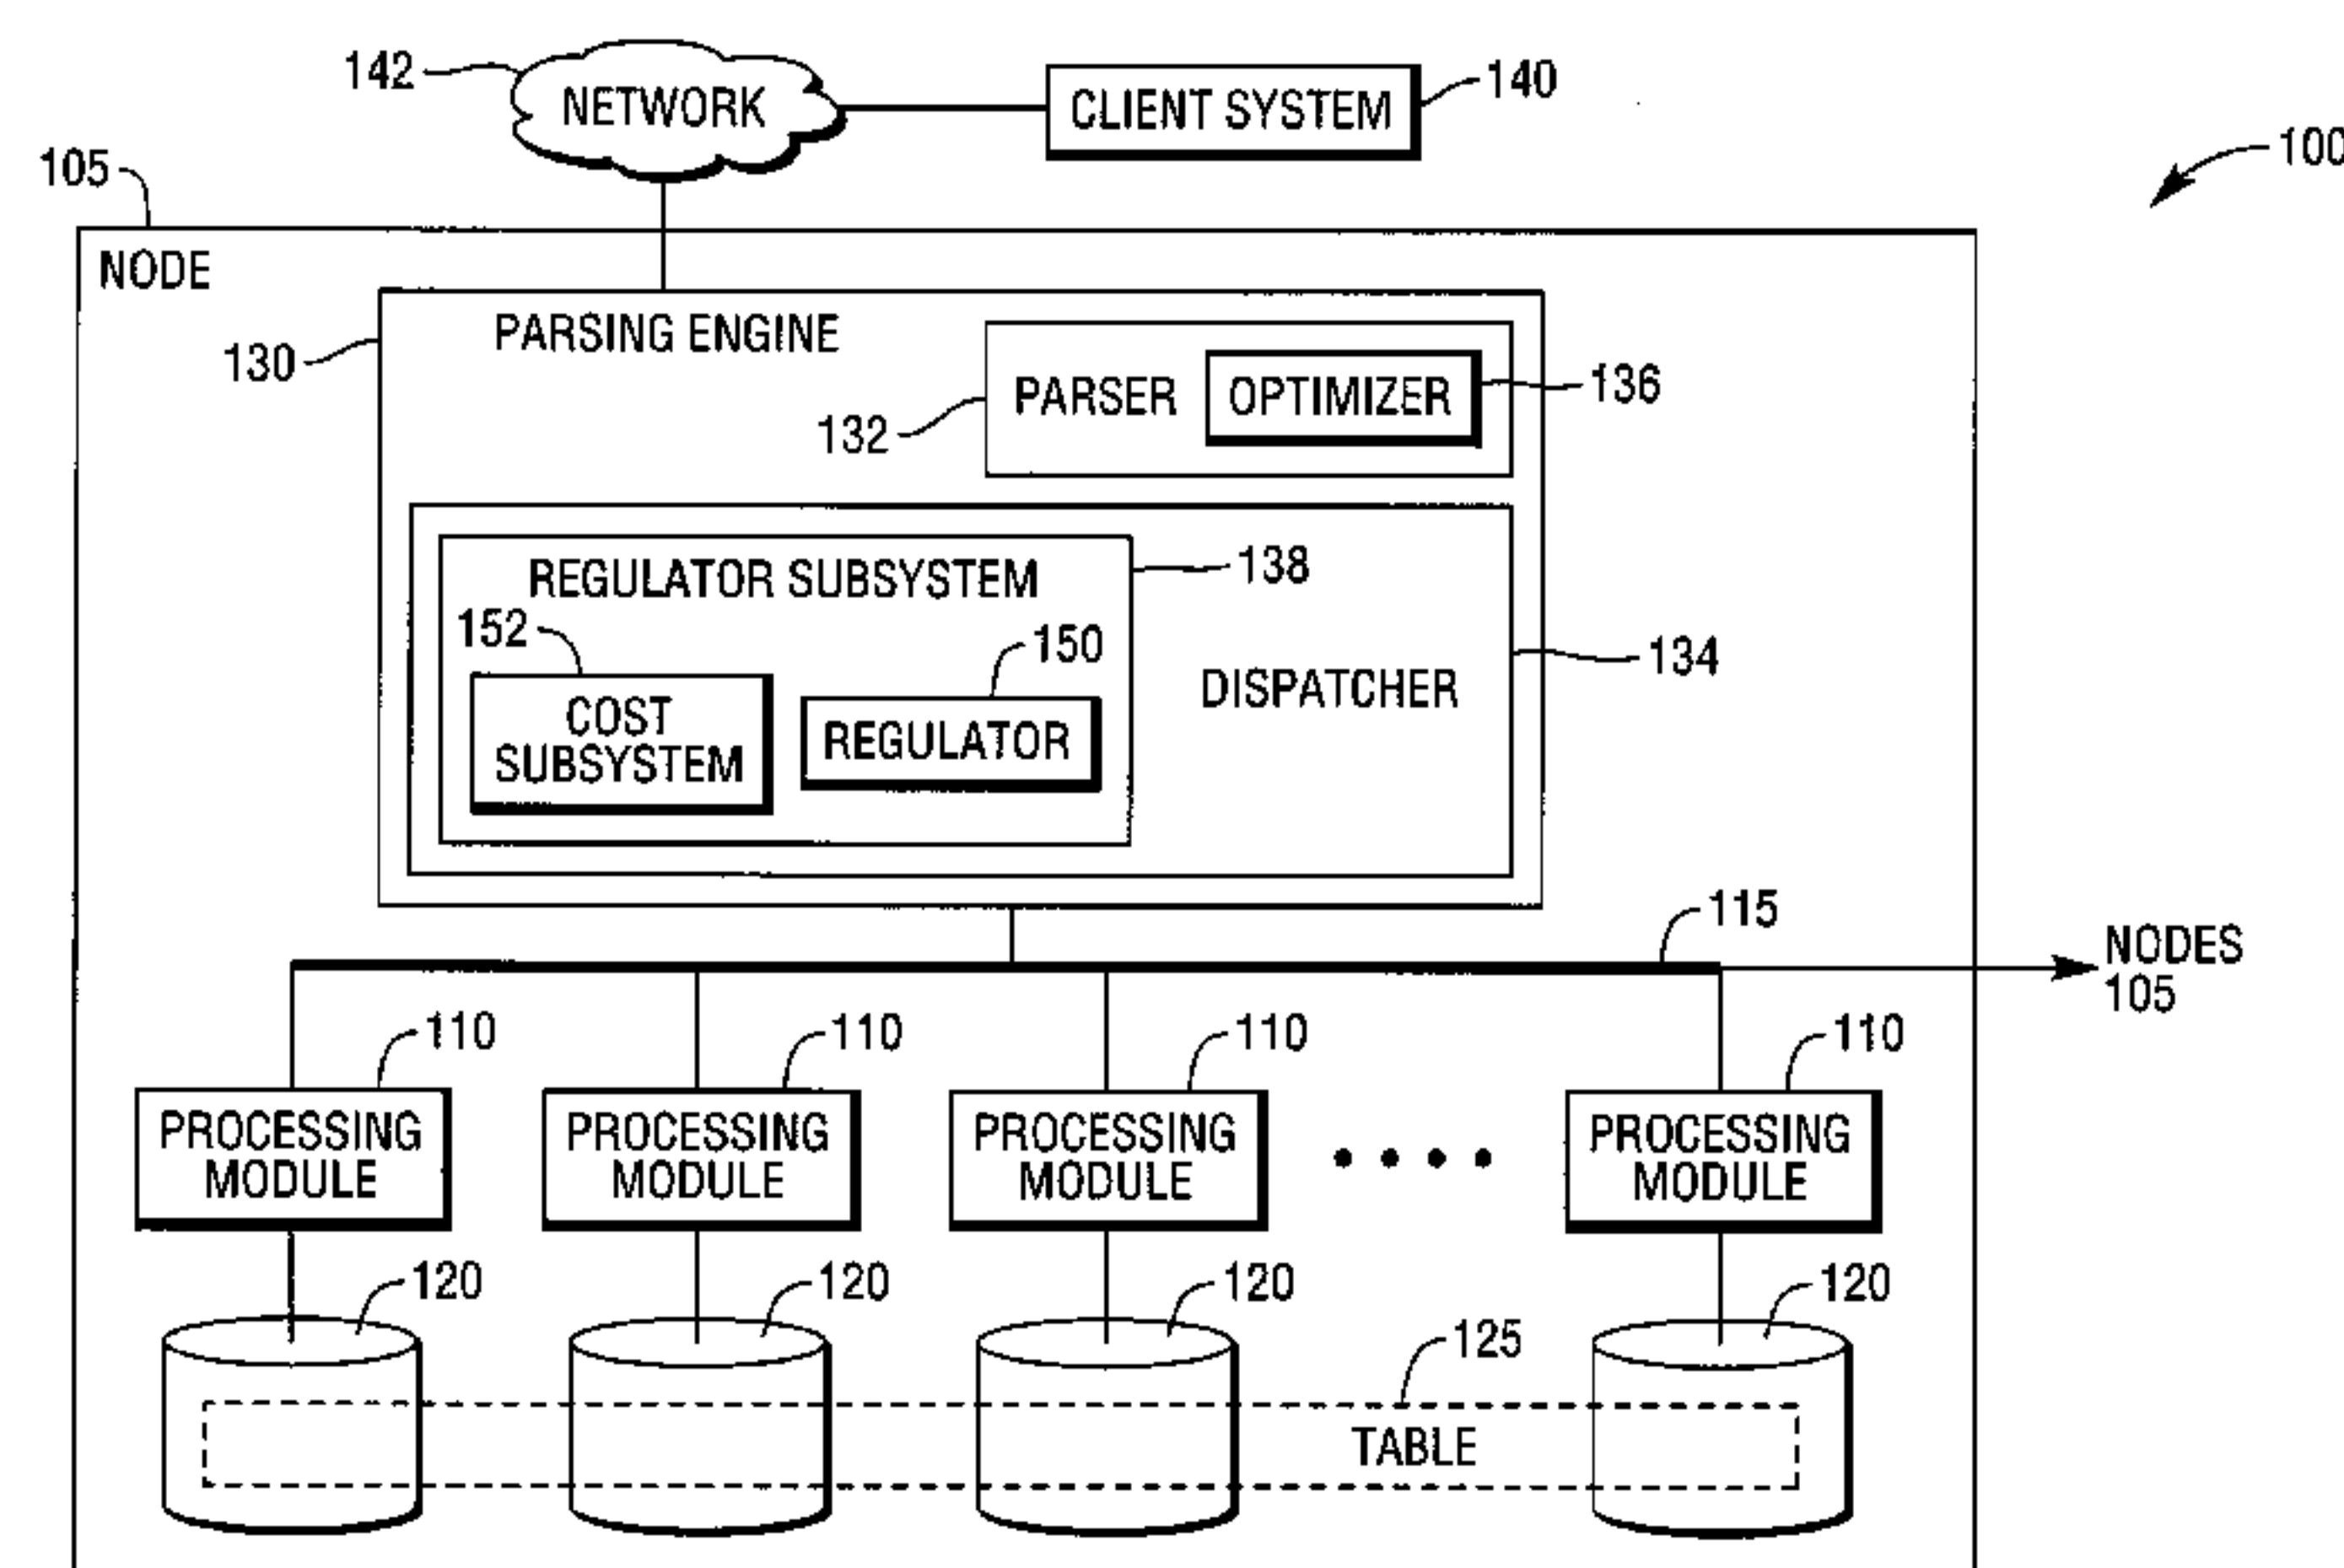 142
NETWORK
CLIENT SYSTEM
140
100
105
NODE
130
PARSING ENGINE
132
PARSER
OPTIMIZER
136
REGULATOR SUBSYSTEM
138
152
COST
SUBSYSTEM
150
REGULATOR
DISPATCHER
134
115
NODES
105
110
110
110
110
PROCESSING
MODULE
PROCESSING
MODULE
PROCESSING
MODULE
PROCESSING
MODULE
120
120
120
120
125
TABLE